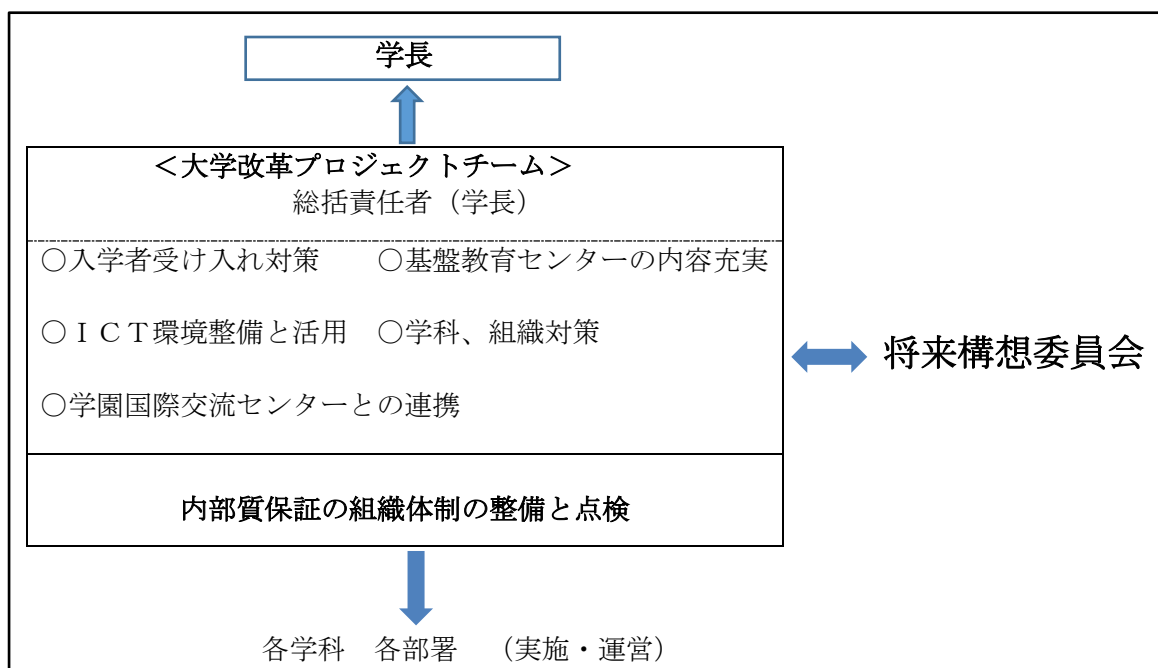 学長
＜大学改革プロジェクトチーム＞
総括責任者（学長）
○入学者受け入れ対策　　○基盤教育センターの内容充実
○ＩＣＴ環境整備と活用　○学科、組織対策
○学園国際交流センターとの連携
将来構想委員会
内部質保証の組織体制の整備と点検
各学科　各部署　（実施・運営）